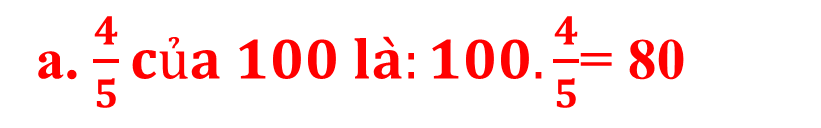 a. 4/5 của 100 là: 100. 4/5 = 80